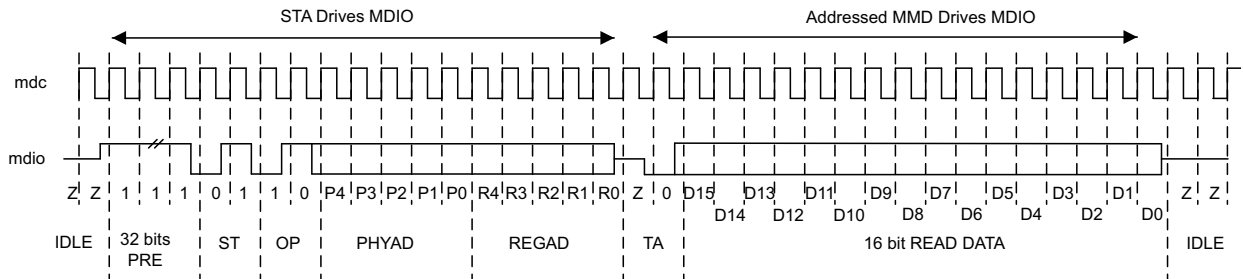 STA Drives MDIO Addressed MMD Drives MDIO
mdc
mdio
Z Z 1 1 1 0 1 1 0 P4 P3 P2 P1 P0 R4 R3 R2 R1 R0 Z 0 D15 D13 D11 D9 D7 D5 D3 D1 Z Z
D14 D12 D10 D8 D6 D4 D2 D0
IDLE 32 bits ST OP PHYAD REGAD TA 16 bit READ DATA IDLE
PRE